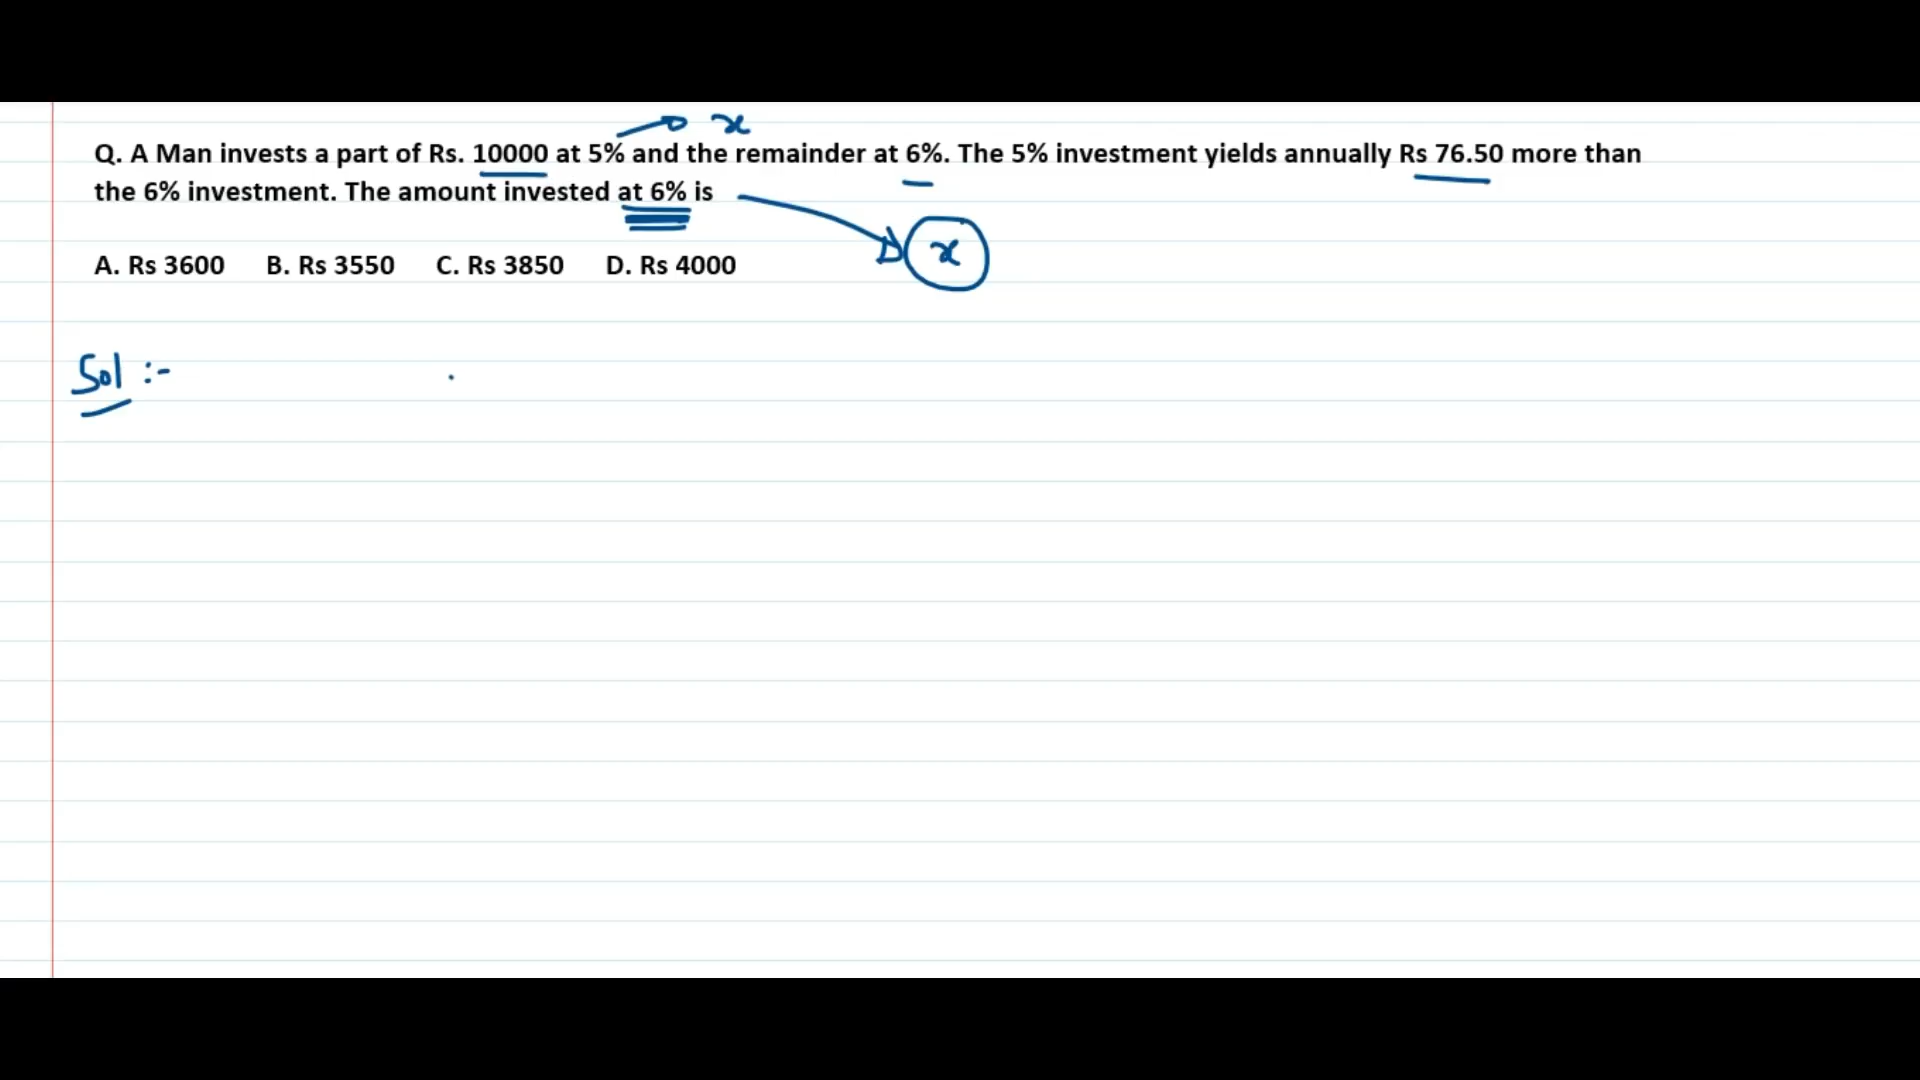 x
Q. A Man invests a part of Rs. 10000 at 5% and the remainder at 6%. The 5% investment yields annually Rs 76.50 more than
the 6% investment. The amount invested at 6% is
x
A. Rs 3600 B. Rs 3550 C. Rs 3850 D. Rs 4000
Sol :-